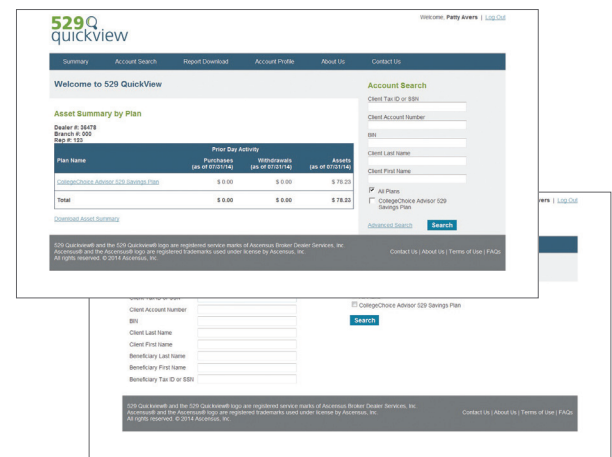 529
quickview
Welcome, Patty Avers | Log Out
Summary Account Search Report Download Account Profile About Us Contact Us
Welcome to 529 QuickView
Asset Summary by Plan
Dealer #: 36478
Branch #: 000
Rep #: 123
Prior Day Activity
Plan Name Purchases (as of 07/31/14) Withdrawals (as of 07/31/14) Assets (as of 07/31/14)
CollegeChoice Advisor 529 Savings Plan $ 0.00 $ 0.00 $ 78.23
Total $ 0.00 $ 0.00 $ 78.23
Download Asset Summary
Account Search
Client Tax ID or SSN
Client Account Number
BIN
Client Last Name
Client First Name
All Plans
CollegeChoice Advisor 529
Savings Plan
Advanced Search Search
529 Quickview® and the 529 Quickview® logo are registered service marks of Ascensus Broker Dealer Services, Inc.
Ascensus® and the Ascensus® logo are registered trademarks used under license by Ascensus, Inc.
All rights reserved. © 2014 Ascensus, Inc.
Contact Us | About Us | Terms of Use | FAQs
vers | Log Out
Client Account Number
BIN
Client Last Name
Client First Name
Beneficiary Last Name
Beneficiary First Name
Beneficiary Tax ID or SSN
CollegeChoice Advisor 529 Savings Plan
Search
529 Quickview® and the 529 Quickview® logo are registered service marks of Ascensus Broker Dealer Services, Inc.
Ascensus® and the Ascensus® logo are registered trademarks used under license by Ascensus, Inc.
All rights reserved. © 2014 Ascensus, Inc.
Contact Us | About Us | Terms of Use | FAQs